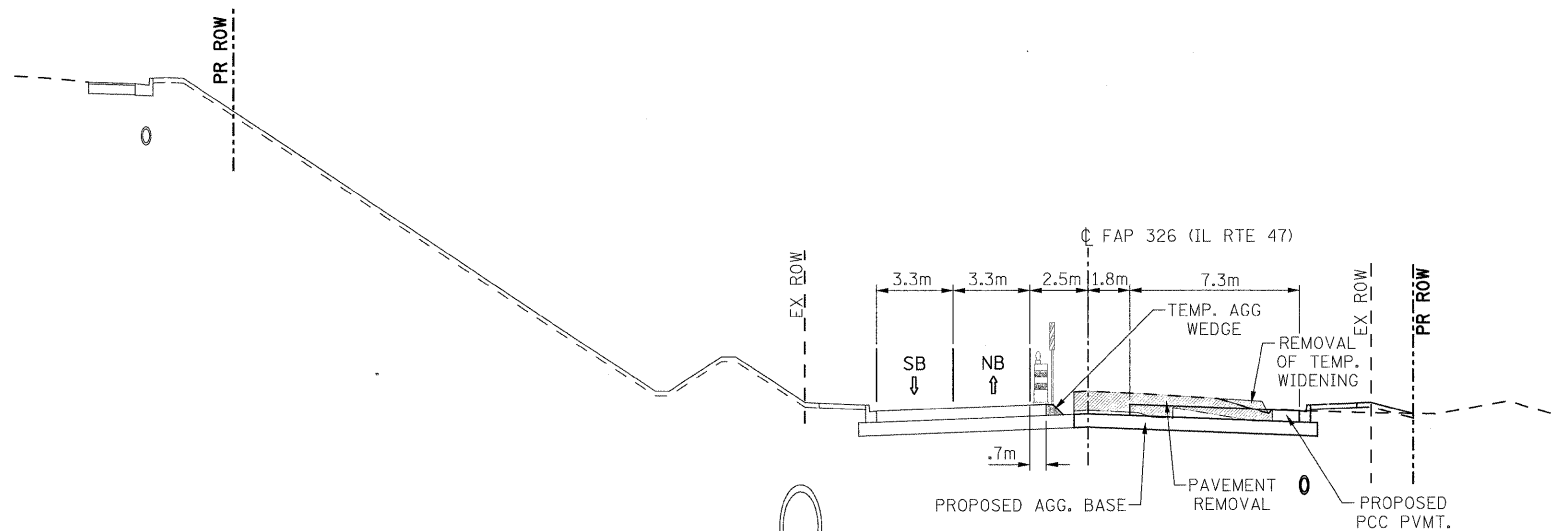 PR ROW
℄ FAP 326 (IL RTE 47)
EX ROW
3.3m
3.3m
2.5m
1.8m
7.3m
EX ROW
PR ROW
TEMP. AGG
WEDGE
REMOVAL
OF TEMP.
WIDENING
SB
NB
.7m
PROPOSED AGG. BASE
PAVEMENT
REMOVAL
PROPOSED
PCC PVMT.